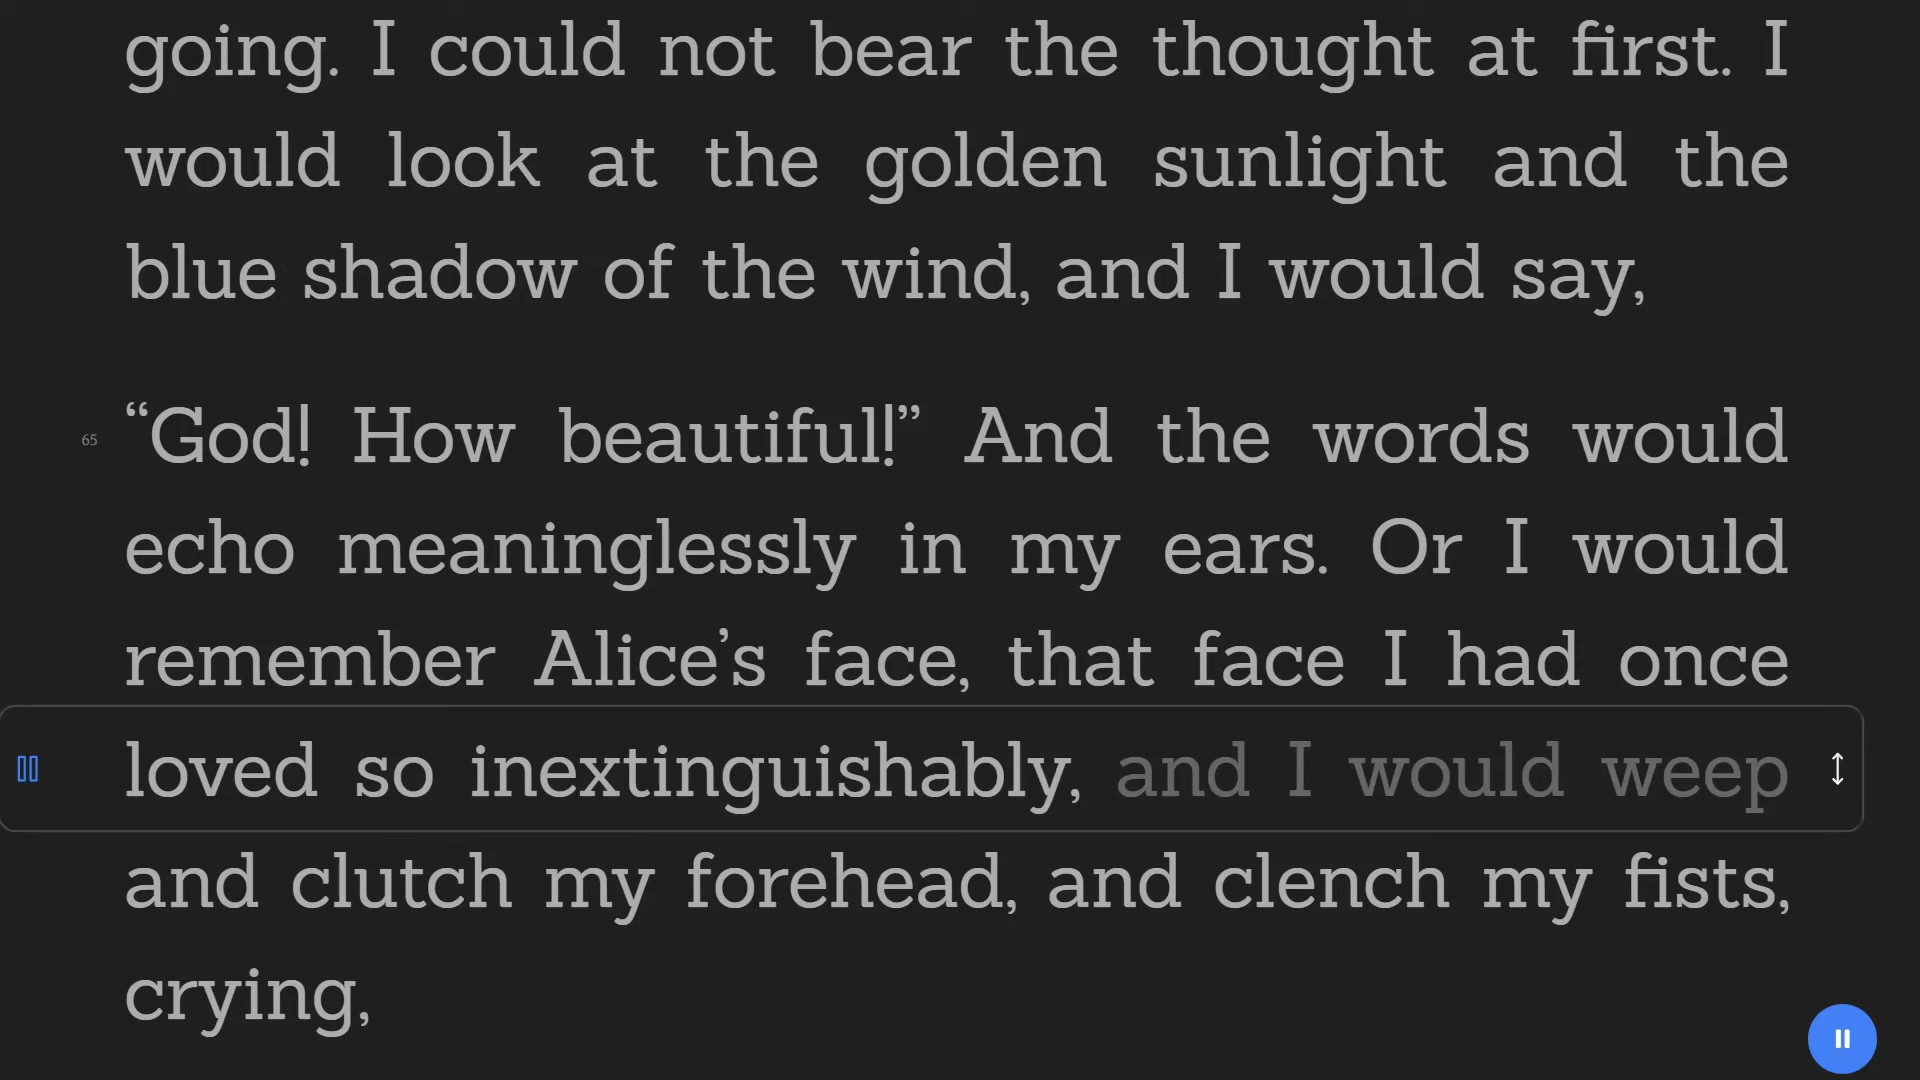 going. I could not bear the thought at first. I
would look at the golden sunlight and the
blue shadow of the wind, and I would say,
65
“God! How beautiful!” And the words would
echo meaninglessly in my ears. Or I would
remember Alice’s face, that face I had once
loved so inextinguishably, and I would weep
and clutch my forehead, and clench my fists,
crying,